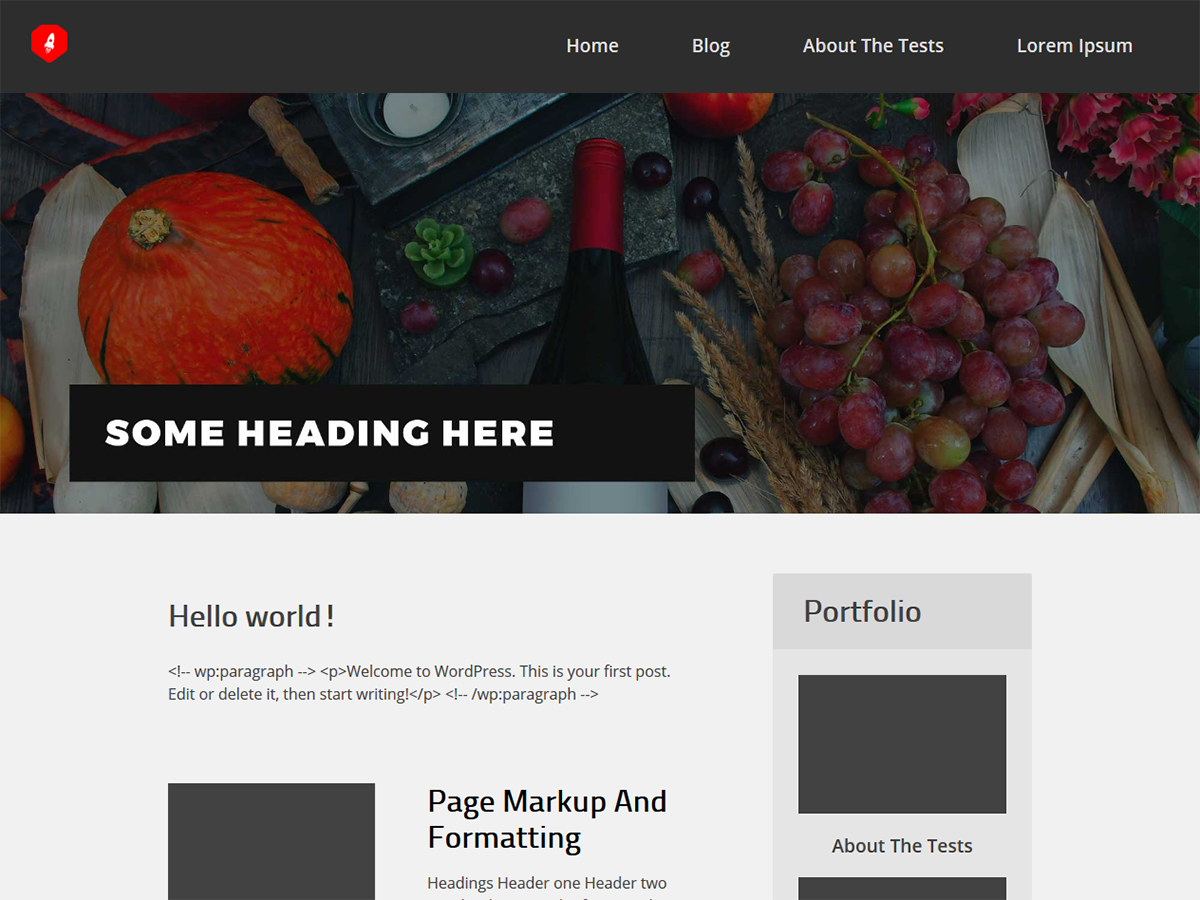 Home
Blog
About The Tests
Lorem Ipsum
SOME HEADING HERE
Hello world!
<!-- wp:paragraph --> <p>Welcome to WordPress. This is your first post.
Edit or delete it, then start writing!</p> <!-- /wp:paragraph -->
Page Markup And
Formatting
Headings Header one Header two
Portfolio
About The Tests